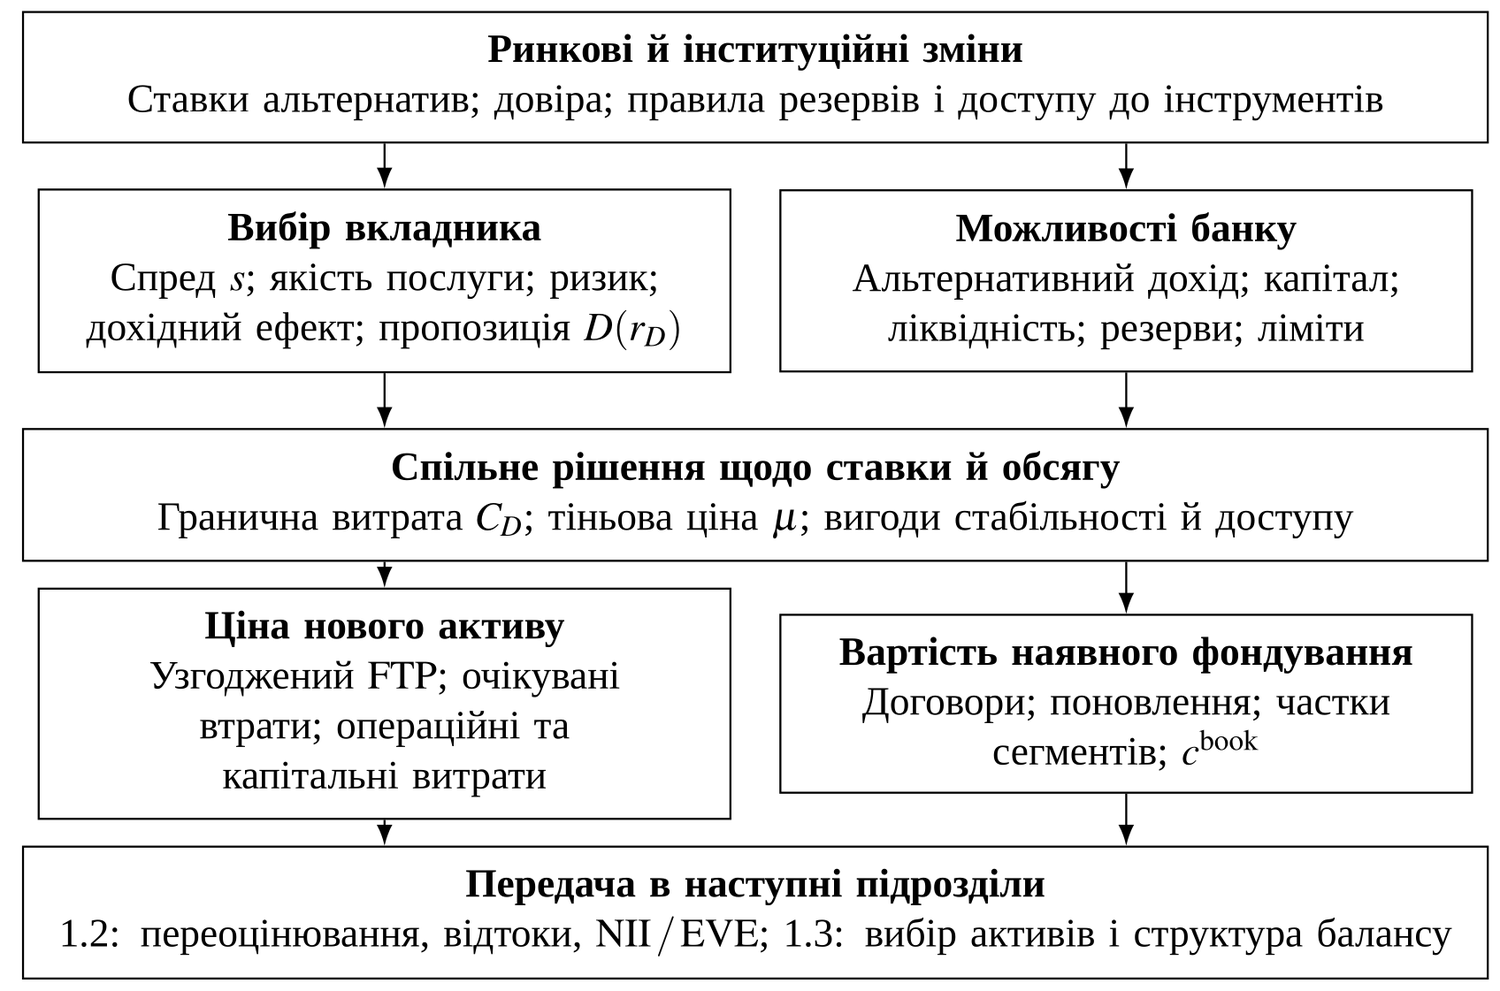 Ринкові й інституційні зміни
Ставки альтернатив; довіра; правила резервів і доступу до інструментів
Вибір вкладника
Спред s; якість послуги; ризик;
дохідний ефект; пропозиція D(r_D)
Можливості банку
Альтернативний дохід; капітал;
ліквідність; резерви; ліміти
Спільне рішення щодо ставки й обсягу
Гранична витрата C_D; тіньова ціна μ; вигоди стабільності й доступу
Ціна нового активу
Узгоджений FTP; очікувані
втрати; операційні та
капітальні витрати
Вартість наявного фондування
Договори; поновлення; частки
сегментів; c^book
Передача в наступні підрозділи
1.2: переоцінювання, відтоки, NII / EVE; 1.3: вибір активів і структура балансу